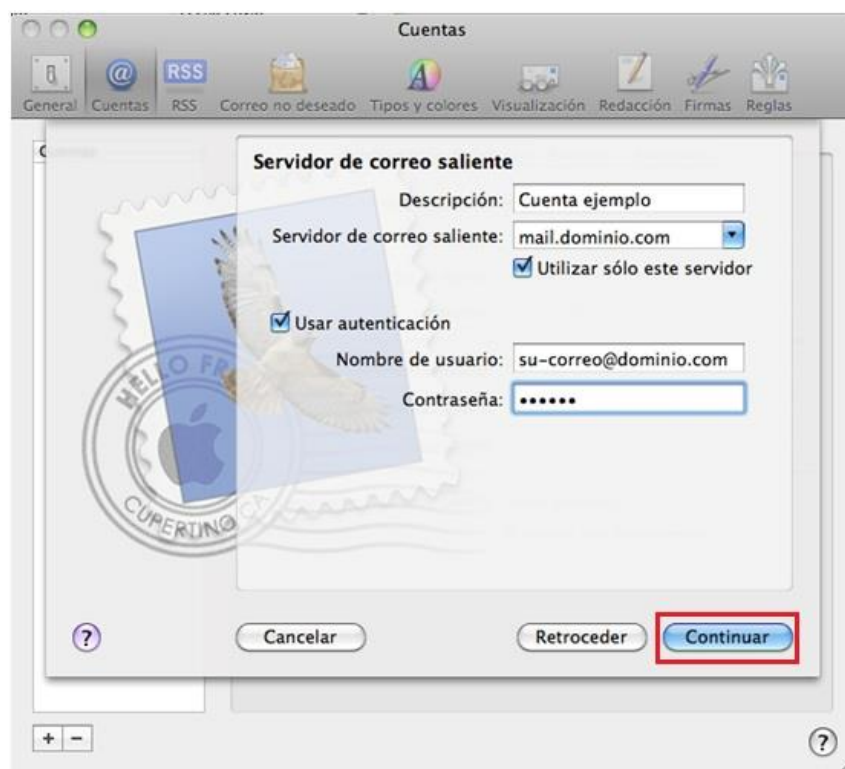 Cuentas
RSS
General Cuentas RSS Correo no deseado Tipos y colores Visualización Redacción Firmas Reglas
Servidor de correo saliente
Descripción: Cuenta ejemplo
Servidor de correo saliente: mail.dominio.com
Utilizar sólo este servidor
Usar autenticación
Nombre de usuario: su-correo@dominio.com
Contraseña: ••••••
HELLO FR
CUPERTINO CA
? Cancelar Retroceder Continuar
+ - ?